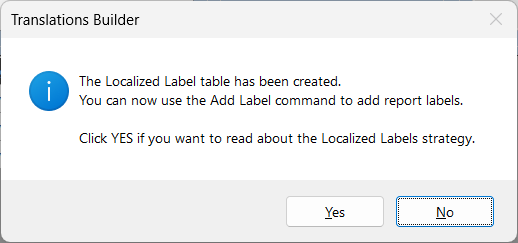 Translations Builder
The Localized Label table has been created.
You can now use the Add Label command to add report labels.
Click YES if you want to read about the Localized Labels strategy.
Yes
No